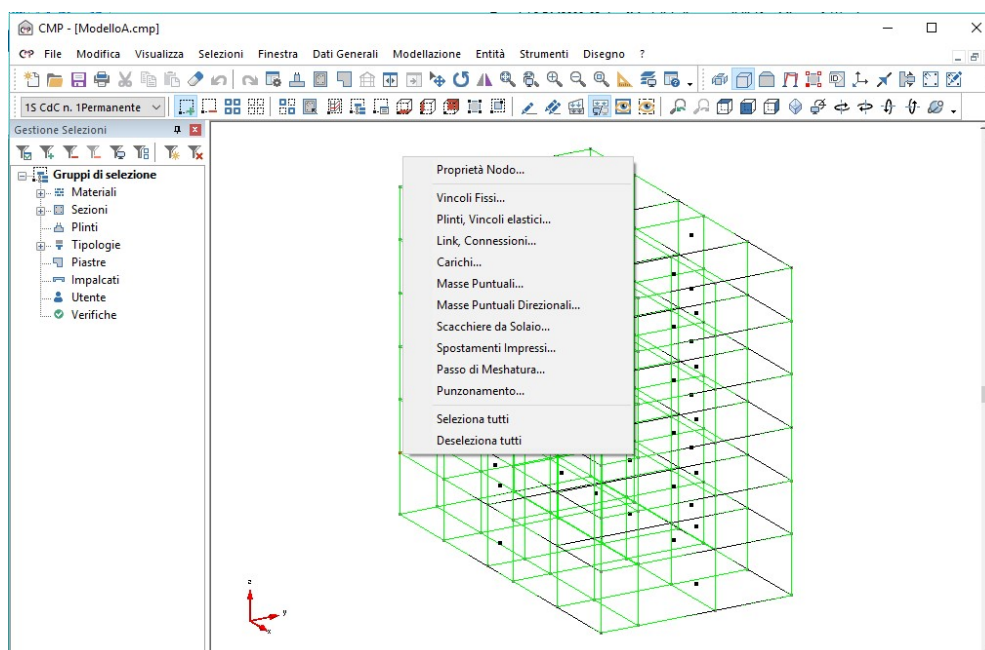 CMP - [ModelloA.cmp]
File Modifica Visualizza Selezioni Finestra Dati Generali Modellazione Entità Strumenti Disegno ?
1S CdC n. 1Permanente
Gestione Selezioni
Gruppi di selezione
Materiali
Sezioni
Plinti
Tipologie
Piastre
Impalcati
Utente
Verifiche
Proprietà Nodo...
Vincoli Fissi...
Plinti, Vincoli elastici...
Link, Connessioni...
Carichi...
Masse Puntuali...
Masse Puntuali Direzionali...
Scacchiere da Solaio...
Spostamenti Impressi...
Passo di Meshatura...
Punzonamento...
Seleziona tutti
Deseleziona tutti
z
y
x